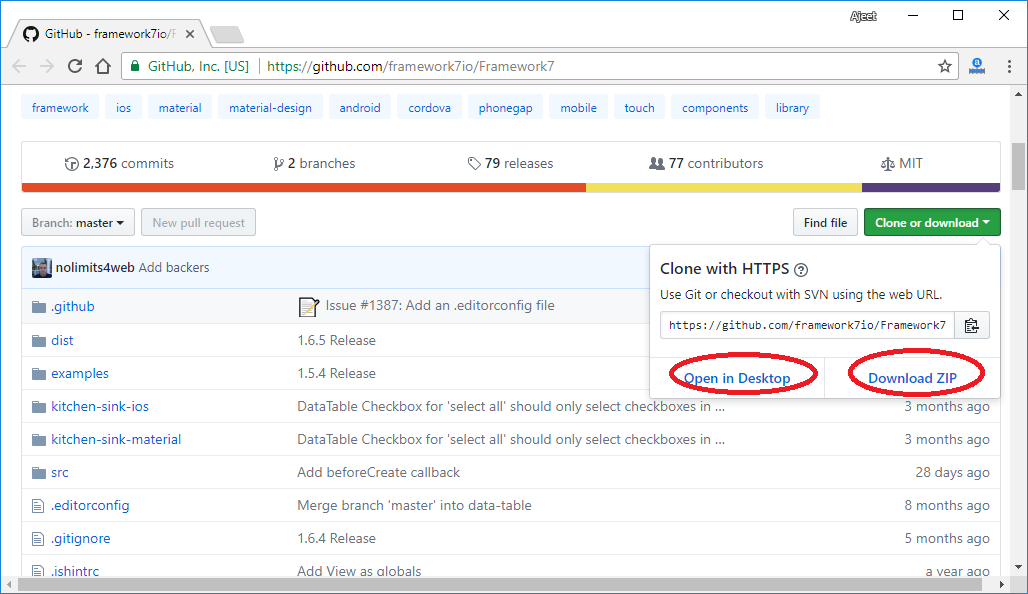 Ajeet
GitHub - framework7io/F
GitHub, Inc. [US] https://github.com/framework7io/Framework7
framework ios material material-design android cordova phonegap mobile touch components library
2,376 commits 2 branches 79 releases 77 contributors MIT
Branch: master New pull request Find file Clone or download
nolimits4web Add backers
Clone with HTTPS
Use Git or checkout with SVN using the web URL.
https://github.com/framework7io/Framework7
Open in Desktop Download ZIP
.github Issue #1387: Add an .editorconfig file
dist 1.6.5 Release
examples 1.5.4 Release
kitchen-sink-ios DataTable Checkbox for 'select all' should only select checkboxes in ... 3 months ago
kitchen-sink-material DataTable Checkbox for 'select all' should only select checkboxes in ... 3 months ago
src Add beforeCreate callback 28 days ago
.editorconfig Merge branch 'master' into data-table 8 months ago
.gitignore 1.6.4 Release 5 months ago
.jshintrc Add View as globals a year ago